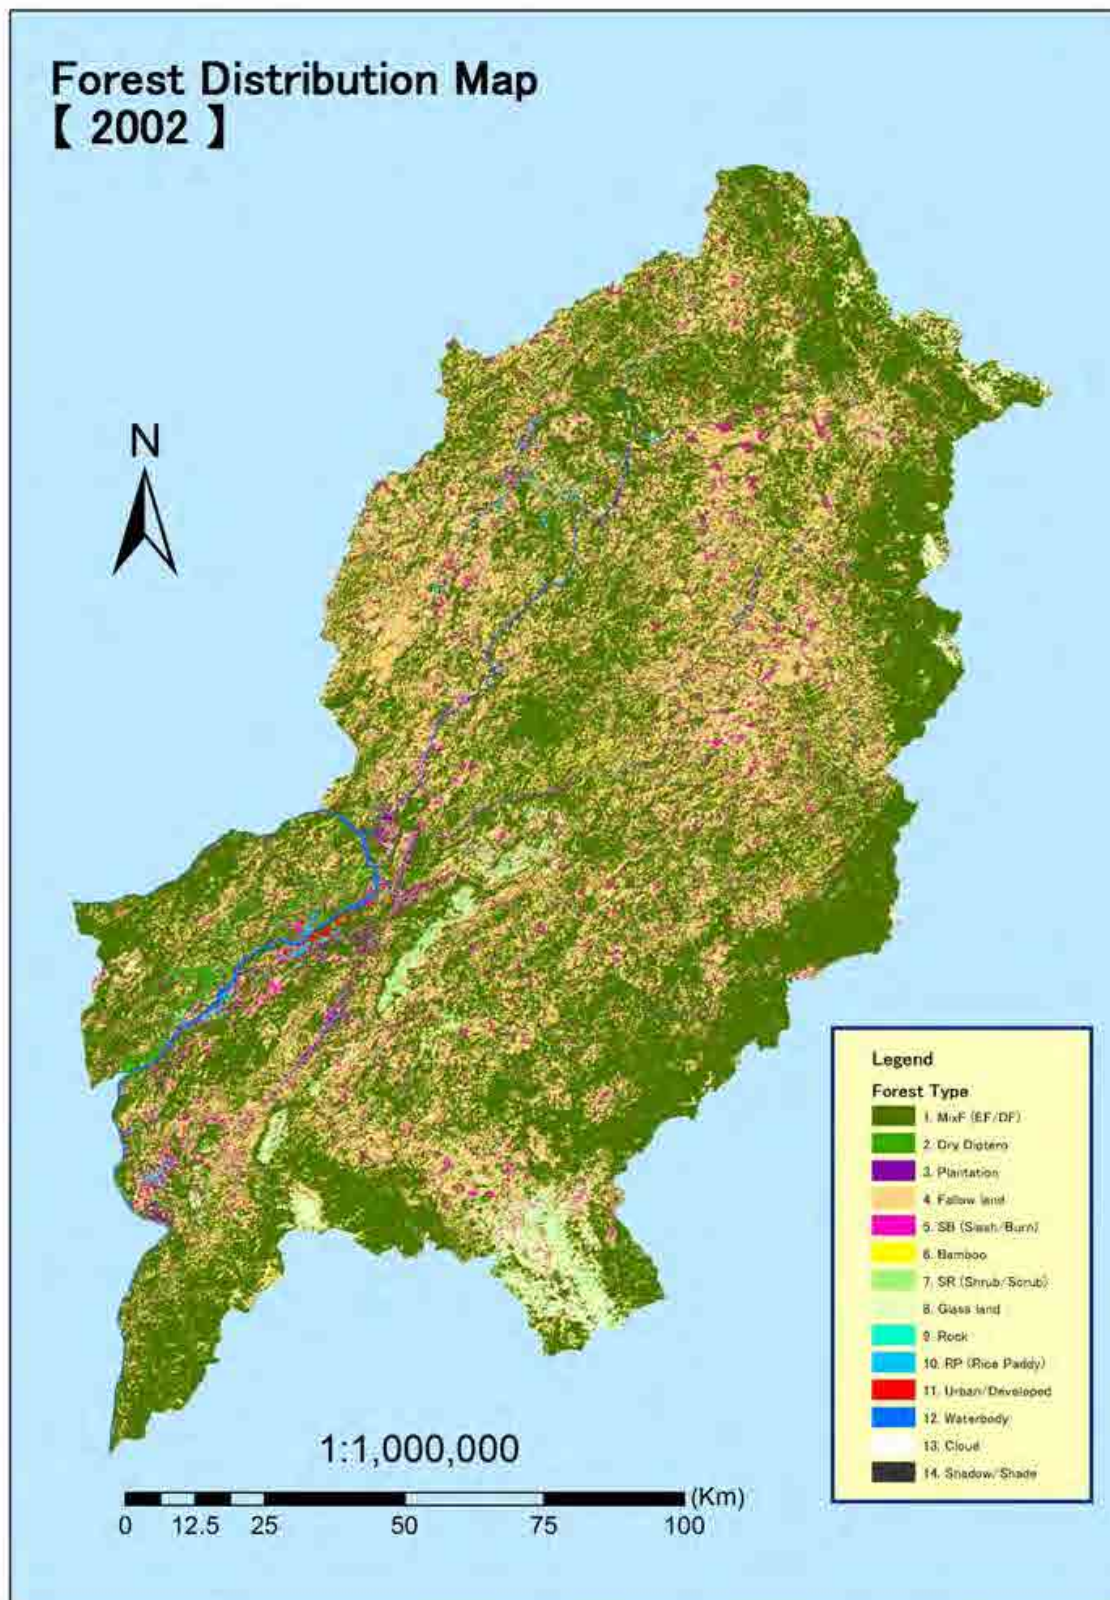 Forest Distribution Map
【 2002 】
N
Legend
Forest Type
1. MixF (EF/DF)
2. Dry Diptero
3. Plantation
4. Fallow land
5. SB (Slash/Burn)
6. Bamboo
7. SR (Shrub/Scrub)
8. Glass land
9. Rock
10. RP (Rice Paddy)
11. Urban/Developed
12. Waterbody
13. Cloud
14. Shadow/Shade
1:1,000,000
(Km)
0 12.5 25 50 75 100